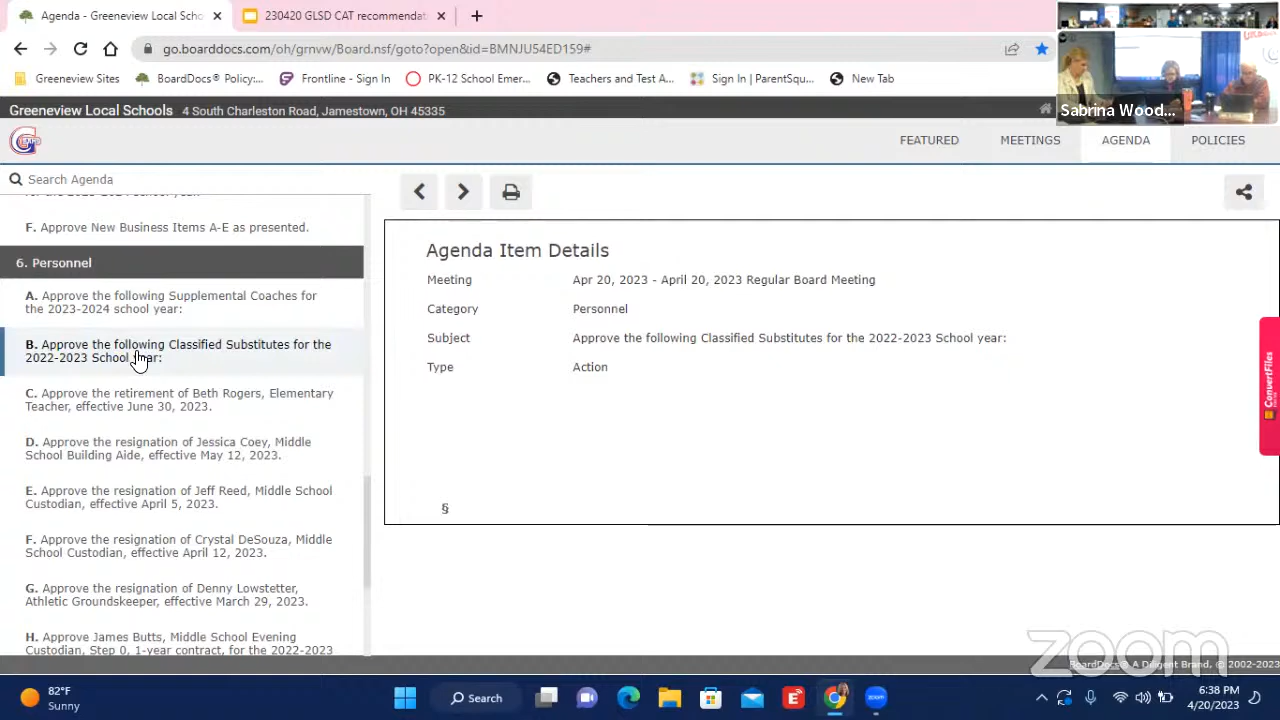 Agenda - Greeneview Local Scho
230420 GLSD CAT recommendat
go.boarddocs.com/oh/grnvw/Board.nsf/goto?open&id=BMNJU54ED159#
Greeneview Sites
BoardDocs® Policy:...
Frontline - Sign In
PK-12 School Emer...
Teachers and Test A...
Sign In | ParentSqu...
New Tab
Sabrina Wood...
Greeneview Local Schools 4 South Charleston Road, Jamestown, OH 45335
FEATURED
MEETINGS
AGENDA
POLICIES
Search Agenda
F. Approve New Business Items A-E as presented.
6. Personnel
A. Approve the following Supplemental Coaches for
the 2023-2024 school year:
B. Approve the following Classified Substitutes for the
2022-2023 School year:
C. Approve the retirement of Beth Rogers, Elementary
Teacher, effective June 30, 2023.
D. Approve the resignation of Jessica Coey, Middle
School Building Aide, effective May 12, 2023.
E. Approve the resignation of Jeff Reed, Middle School
Custodian, effective April 5, 2023.
F. Approve the resignation of Crystal DeSouza, Middle
School Custodian, effective April 12, 2023.
G. Approve the resignation of Denny Lowstetter,
Athletic Groundskeeper, effective March 29, 2023.
H. Approve James Butts, Middle School Evening
Custodian, Step 0, 1-year contract, for the 2022-2023
Agenda Item Details
Meeting Apr 20, 2023 - April 20, 2023 Regular Board Meeting
Category Personnel
Subject Approve the following Classified Substitutes for the 2022-2023 School year:
Type Action
§
ConvertFiles
zoom
BoardDocs® A Diligent Brand, © 2002-2023
82°F
Sunny
Search
zoom
6:38 PM
4/20/2023